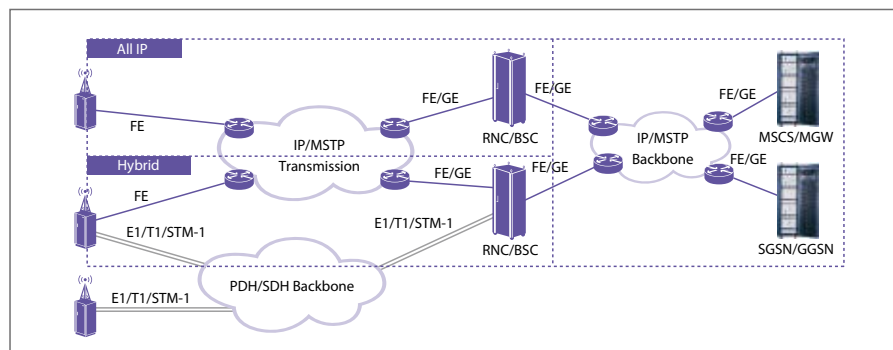 All IP
FE
FE/GE
RNC/BSC
FE/GE
IP/MSTP
Transmission
IP/MSTP
Backbone
FE/GE
MSCS/MGW
Hybrid
FE
FE/GE
FE/GE
FE/GE
E1/T1/STM-1
E1/T1/STM-1
RNC/BSC
SGSN/GGSN
PDH/SDH Backbone
E1/T1/STM-1